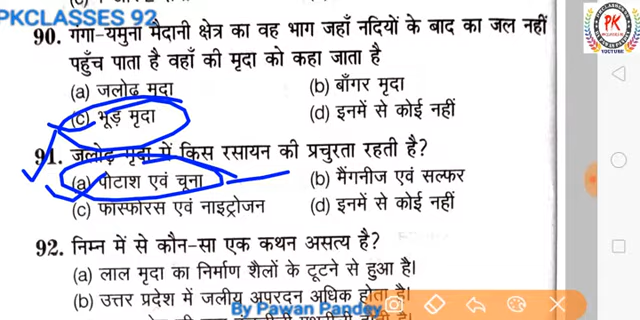 PKCLASSES 92
90. गंगा-यमुना मैदानी क्षेत्र का वह भाग जहाँ नदियों के बाद का जल नहीं
पहुँच पाता है वहाँ की मृदा को कहा जाता है
(a) जलोढ़ मृदा (b) बाँगर मृदा
(c) भूड़ मृदा (d) इनमें से कोई नहीं
91. जलोढ़ मृदा में किस रसायन की प्रचुरता रहती है?
(a) पोटाश एवं चूना (b) मैंगनीज एवं सल्फर
(c) फास्फोरस एवं नाइट्रोजन (d) इनमें से कोई नहीं
92. निम्न में से कौन-सा एक कथन असत्य है?
(a) लाल मृदा का निर्माण शैलों के टूटने से हुआ है।
(b) उत्तर प्रदेश में जलीय अपरदन अधिक होता है।
By Pawan Pandey